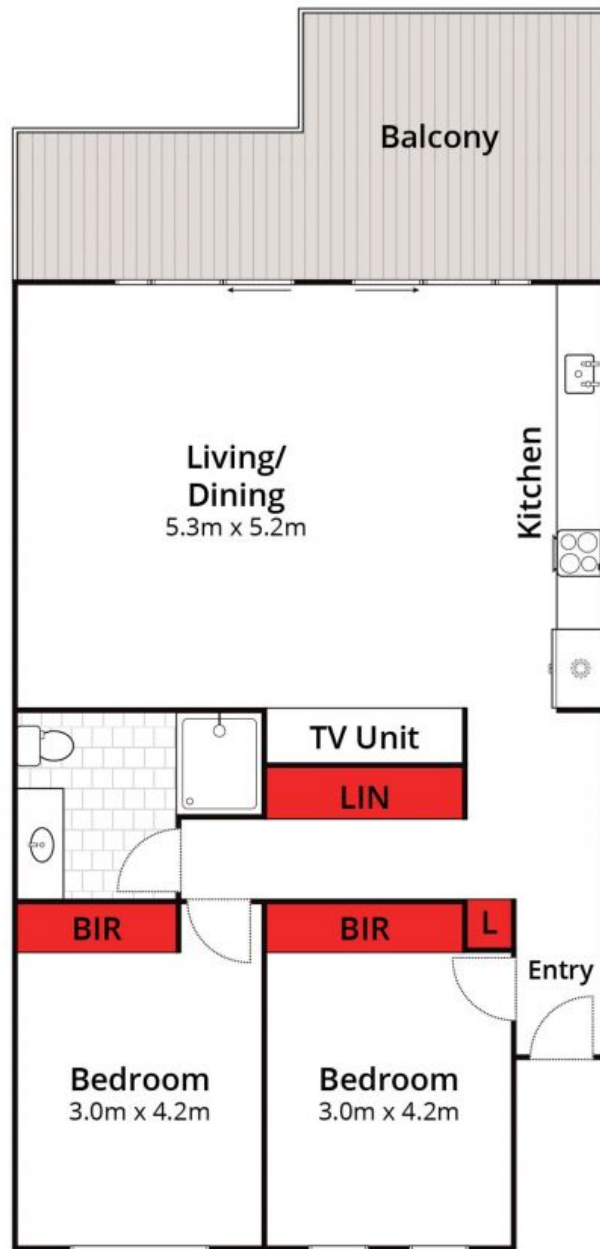 Balcony
Living/
Dining
5.3m x 5.2m
Kitchen
TV Unit
LIN
BIR
BIR
L
Entry
Bedroom
3.0m x 4.2m
Bedroom
3.0m x 4.2m